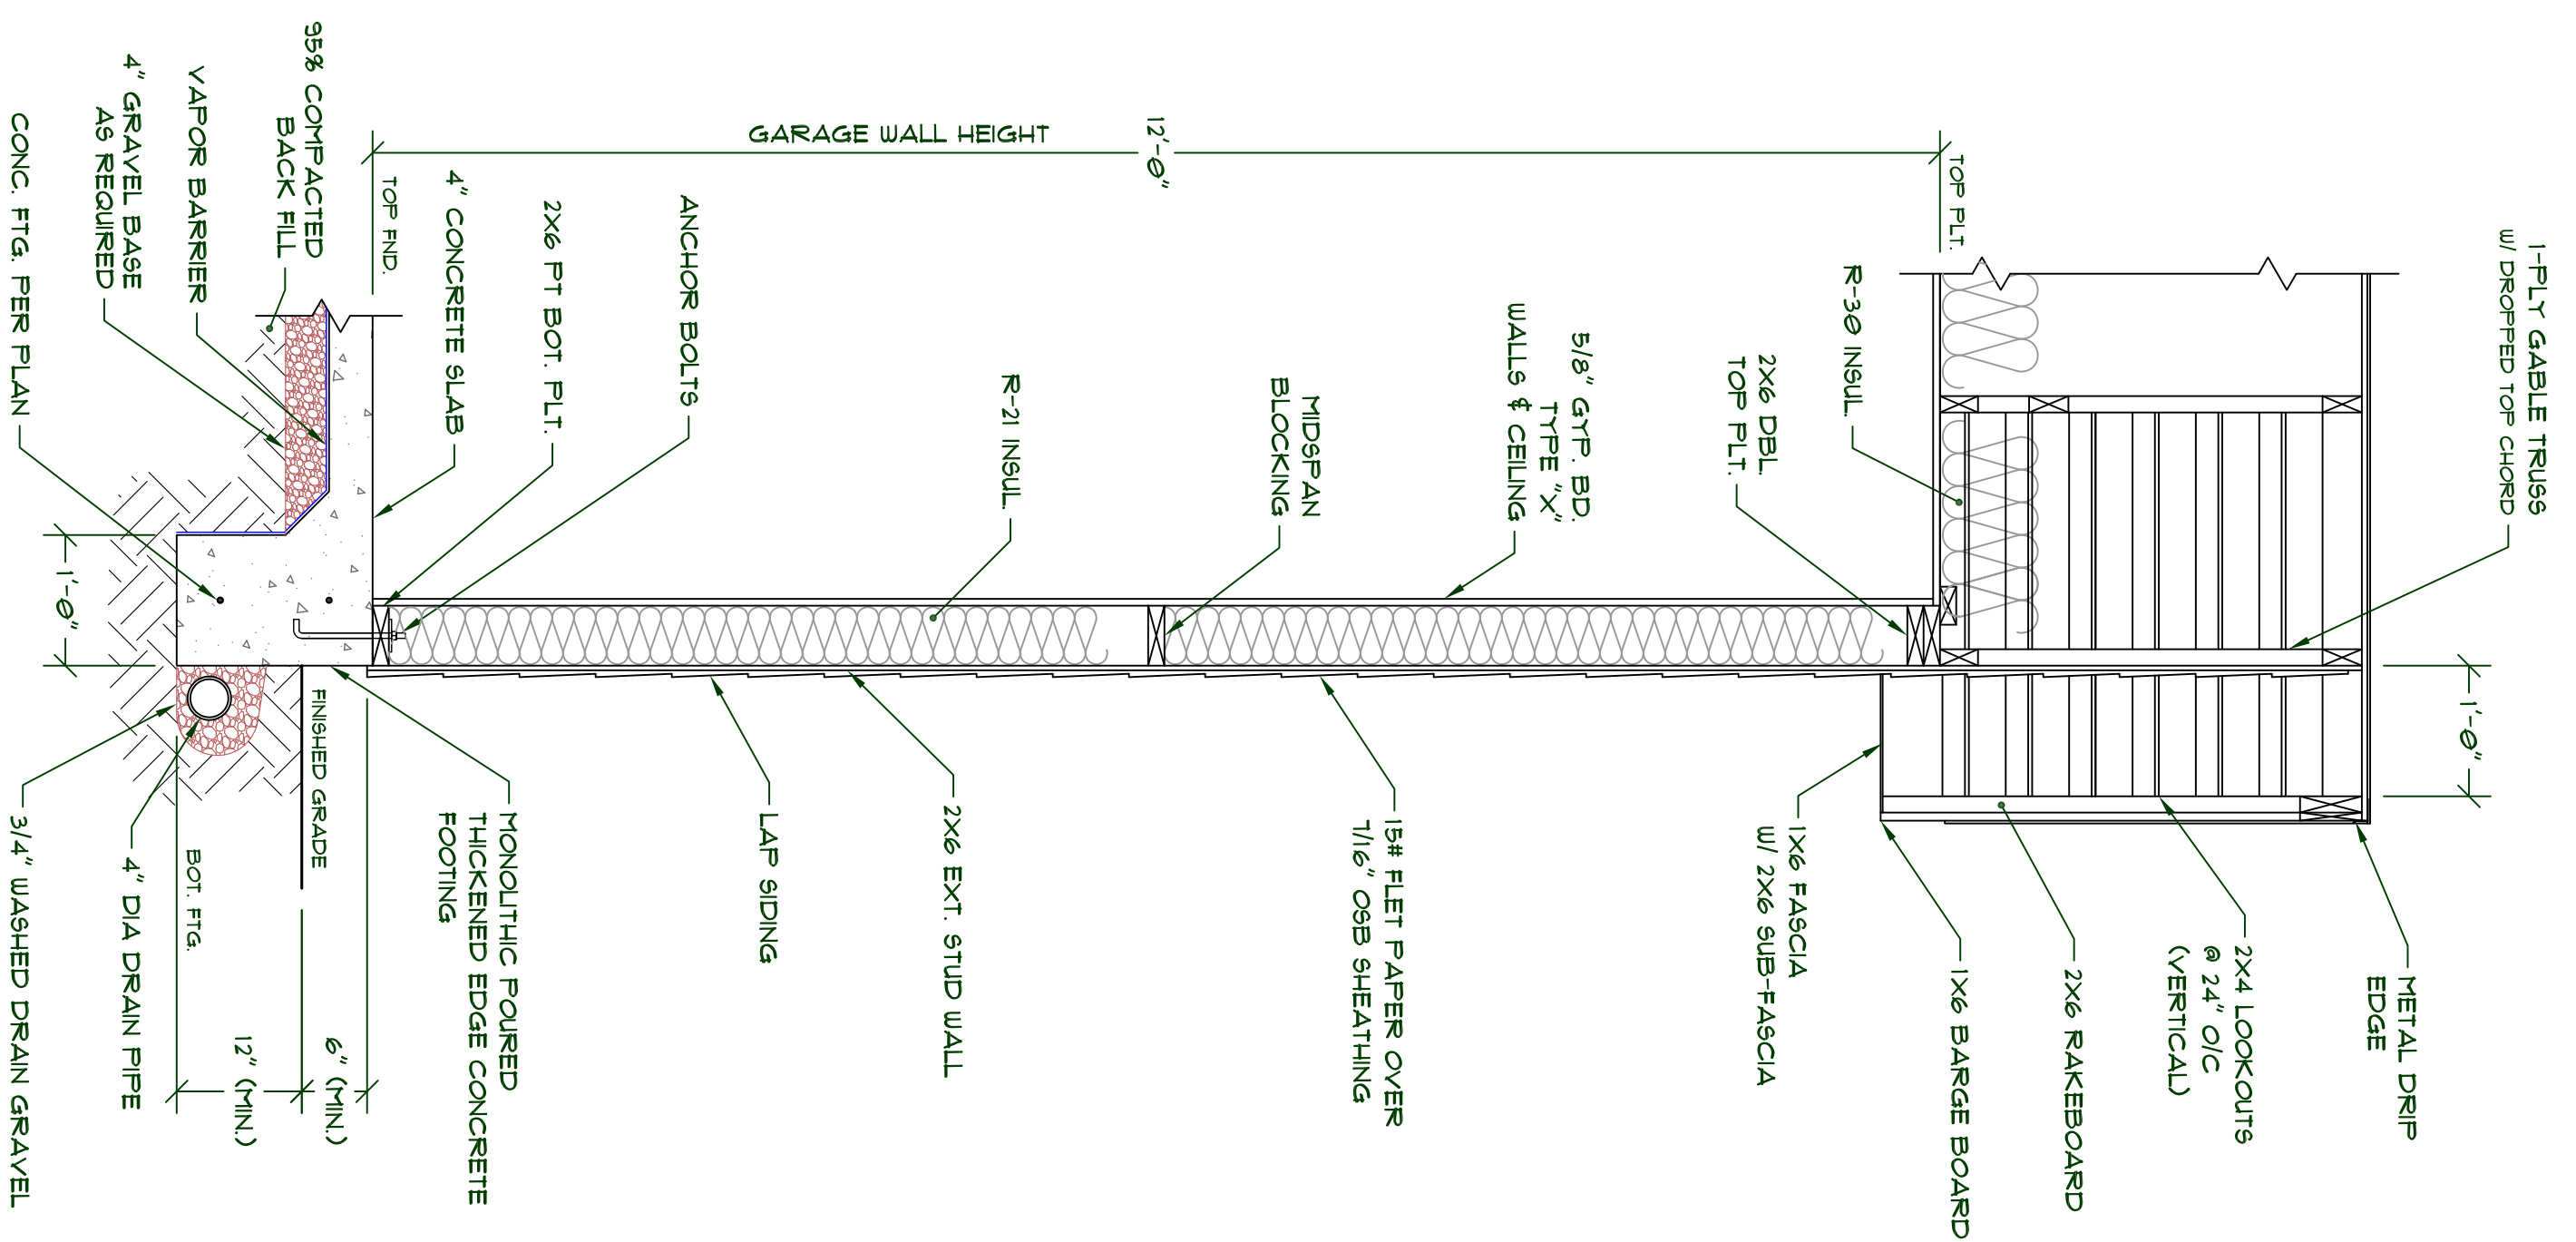 1-PLY GABLE TRUSS
W/ DROPPED TOP CHORD
METAL DRIP
EDGE
1'-0"
2X4 LOOKOUTS
@ 24" O/C
(VERTICAL)
2X6 RAKEBOARD
1X6 BARGE BOARD
TOP PLT.
R-30 INSUL.
1X6 FASCIA
W/ 2X6 SUB-FASCIA
2X6 DBL.
TOP PLT.
5/8" GYP. BD.
TYPE "X"
WALLS & CEILING
15# FLET PAPER OVER
7/16" OSB SHEATHING
MIDSPAN
BLOCKING
12'-0"
GARAGE WALL HEIGHT
R-21 INSUL.
2X6 EXT. STUD WALL
LAP SIDING
ANCHOR BOLTS
2X6 PT BOT. PLT.
4" CONCRETE SLAB
MONOLITHIC POURED
THICKENED EDGE CONCRETE
FOOTING
TOP FND.
6" (MIN.)
FINISHED GRADE
95% COMPACTED
BACK FILL
12" (MIN.)
VAPOR BARRIER
BOT. FTG.
4" GRAVEL BASE
AS REQUIRED
4" DIA DRAIN PIPE
1'-0"
CONC. FTG. PER PLAN
3/4" WASHED DRAIN GRAVEL